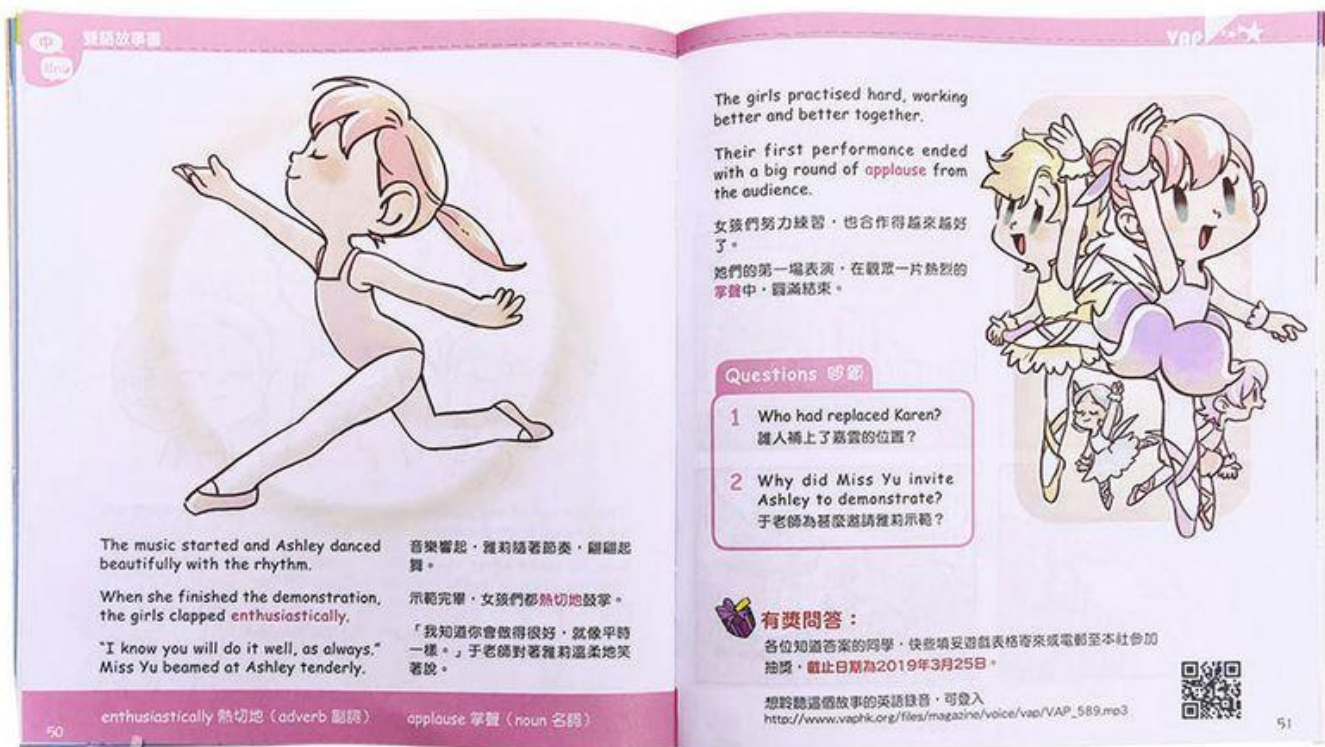 中
Eng
雙語故事書
The music started and Ashley danced
beautifully with the rhythm.
When she finished the demonstration,
the girls clapped enthusiastically.
"I know you will do it well, as always."
Miss Yu beamed at Ashley tenderly.
音樂響起，雅莉隨著節奏，翩翩起
舞。
示範完畢，女孩們都熱切地鼓掌。
「我知道你會做得很好，就像平時
一樣。」于老師對著雅莉溫柔地笑
著說。
enthusiastically 熱切地（adverb 副詞）
applause 掌聲（noun 名詞）
50
YAP
The girls practised hard, working
better and better together.
Their first performance ended
with a big round of applause from
the audience.
女孩們努力練習，也合作得越來越好
了。
她們的第一場表演，在觀眾一片熱烈的
掌聲中，圓滿結束。
Questions
1 Who had replaced Karen?
誰人補上了嘉雲的位置？
2 Why did Miss Yu invite
Ashley to demonstrate?
于老師為甚麼邀請雅莉示範？
有獎問答：
各位知道答案的同學，快些填妥遊戲表格寄來或電郵至本社參加
抽獎，截止日期為2019年3月25日。
想聆聽這個故事的英語錄音，可登入
http://www.vaphk.org/files/magazine/voice/vap/VAP_589.mp3
51